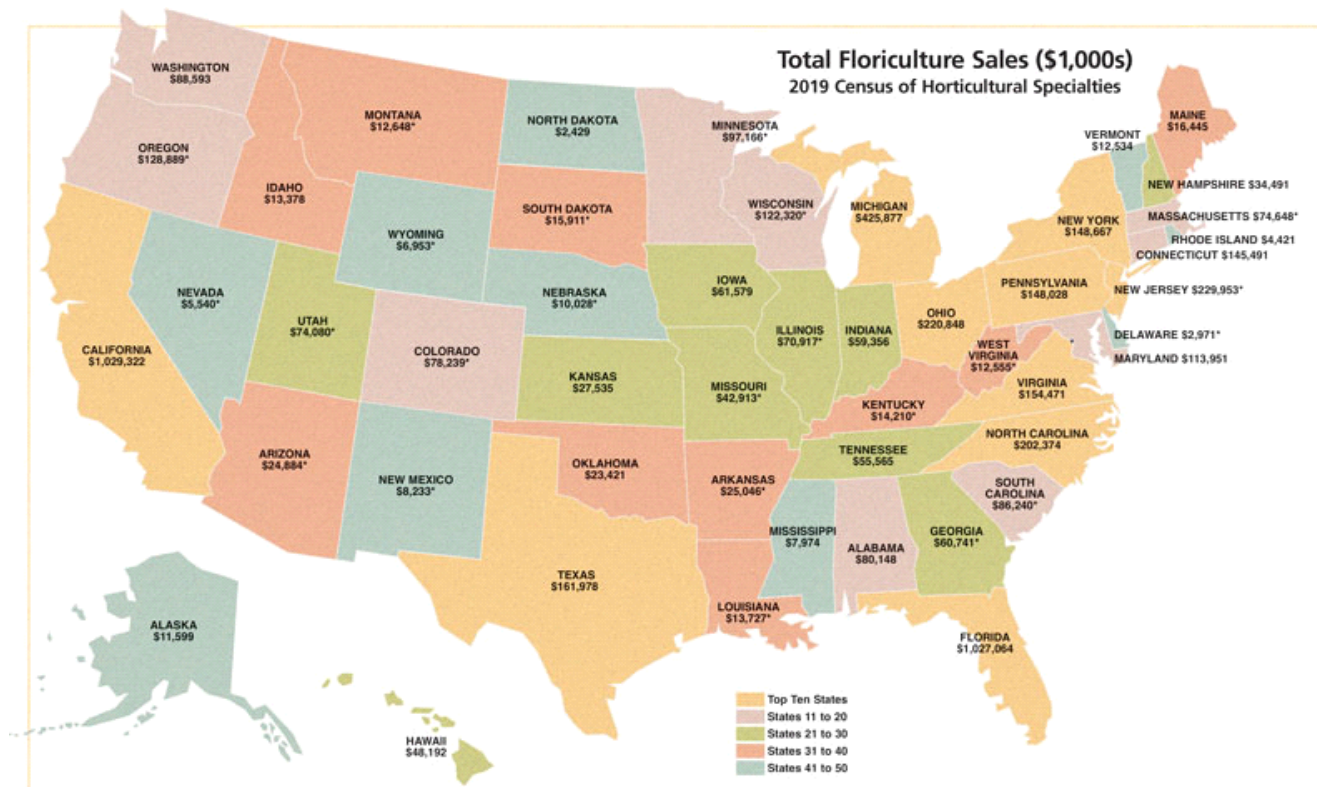 Total Floriculture Sales ($1,000s)
2019 Census of Horticultural Specialties
WASHINGTON
$88,593
OREGON
$128,889*
CALIFORNIA
$1,029,322
IDAHO
$13,378
NEVADA
$5,540*
MONTANA
$12,648*
WYOMING
$6,953*
UTAH
$74,080*
ARIZONA
$24,884*
COLORADO
$78,239*
NEW MEXICO
$8,233*
NORTH DAKOTA
$2,429
SOUTH DAKOTA
$15,911*
NEBRASKA
$10,028*
KANSAS
$27,535
OKLAHOMA
$23,421
TEXAS
$161,978
MINNESOTA
$97,166*
IOWA
$61,579
MISSOURI
$42,913*
ARKANSAS
$25,046*
LOUISIANA
$13,727*
WISCONSIN
$122,320*
ILLINOIS
$70,917*
MICHIGAN
$425,877
INDIANA
$59,356
OHIO
$220,848
KENTUCKY
$14,210*
TENNESSEE
$55,565
MISSISSIPPI
$7,974
ALABAMA
$80,148
GEORGIA
$60,741*
FLORIDA
$1,027,064
SOUTH
CAROLINA
$86,240*
NORTH CAROLINA
$202,374
VIRGINIA
$154,471
WEST
VIRGINIA
$12,555*
*
PENNSYLVANIA
$148,028
NEW YORK
$148,667
VERMONT
$12,534
MAINE
$16,445
NEW HAMPSHIRE $34,491
MASSACHUSETTS $74,648*
RHODE ISLAND $4,421
CONNECTICUT $145,491
NEW JERSEY $229,953*
DELAWARE $2,971*
MARYLAND $113,951
ALASKA
$11,599
HAWAII
$48,192
Top Ten States
States 11 to 20
States 21 to 30
States 31 to 40
States 41 to 50